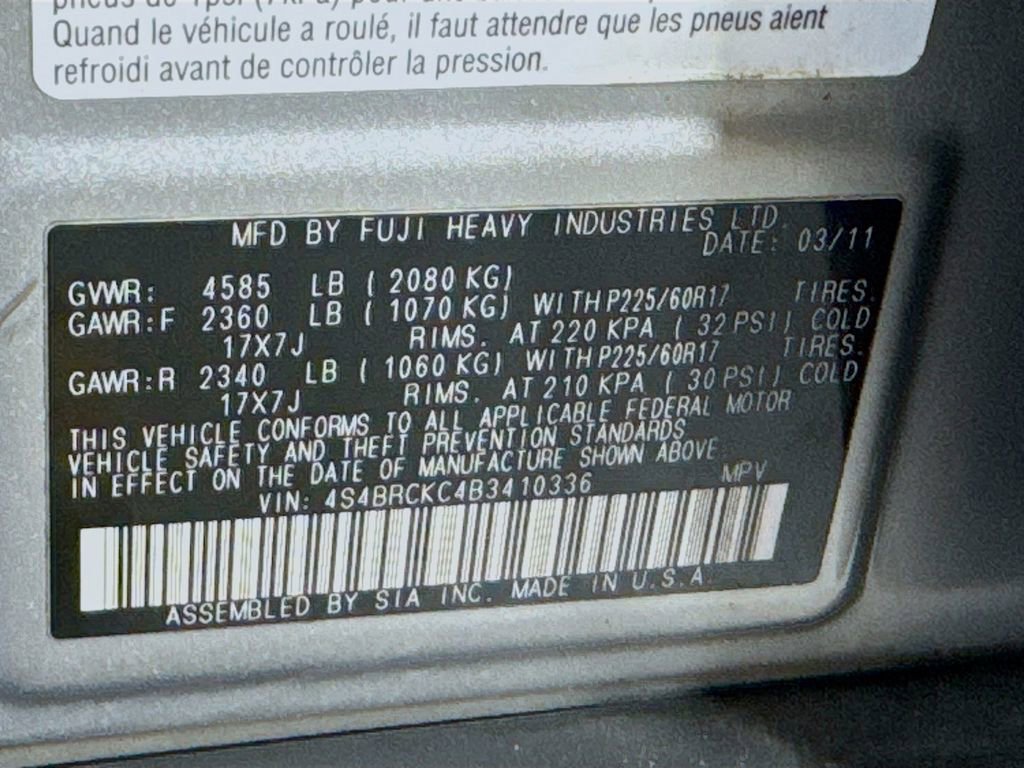 Quand le véhicule a roulé, il faut attendre que les pneus aient
refroidi avant de contrôler la pression.
MFD BY FUJI HEAVY INDUSTRIES LTD.
DATE: 03/11
GVWR: 4585 LB ( 2080 KG)
GAWR:F 2360 LB ( 1070 KG) WITH P225/60R17 TIRES.
17X7J RIMS. AT 220 KPA ( 32 PSI) COLD
GAWR:R 2340 LB ( 1060 KG) WITH P225/60R17 TIRES.
17X7J RIMS. AT 210 KPA ( 30 PSI) COLD
THIS VEHICLE CONFORMS TO ALL APPLICABLE FEDERAL MOTOR
VEHICLE SAFETY AND THEFT PREVENTION STANDARDS
IN EFFECT ON THE DATE OF MANUFACTURE SHOWN ABOVE.
VIN: 4S4BRCKC4B3410336 MPV
ASSEMBLED BY SIA INC. MADE IN U.S.A.